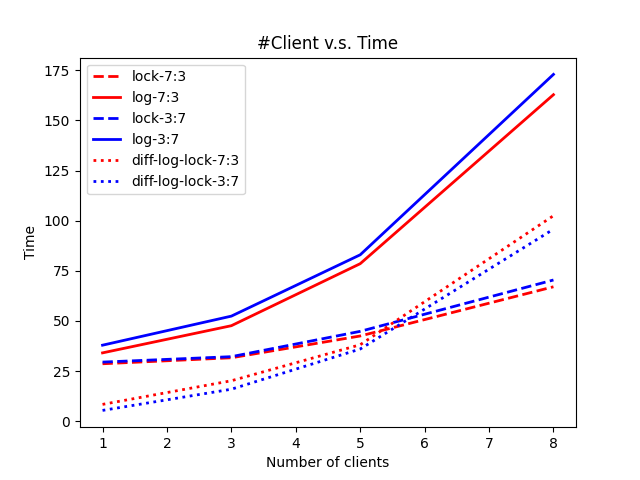 #Client v.s. Time
lock-7:3
log-7:3
lock-3:7
log-3:7
diff-log-lock-7:3
diff-log-lock-3:7
175
150
125
100
75
50
25
0
Time
1 2 3 4 5 6 7 8
Number of clients